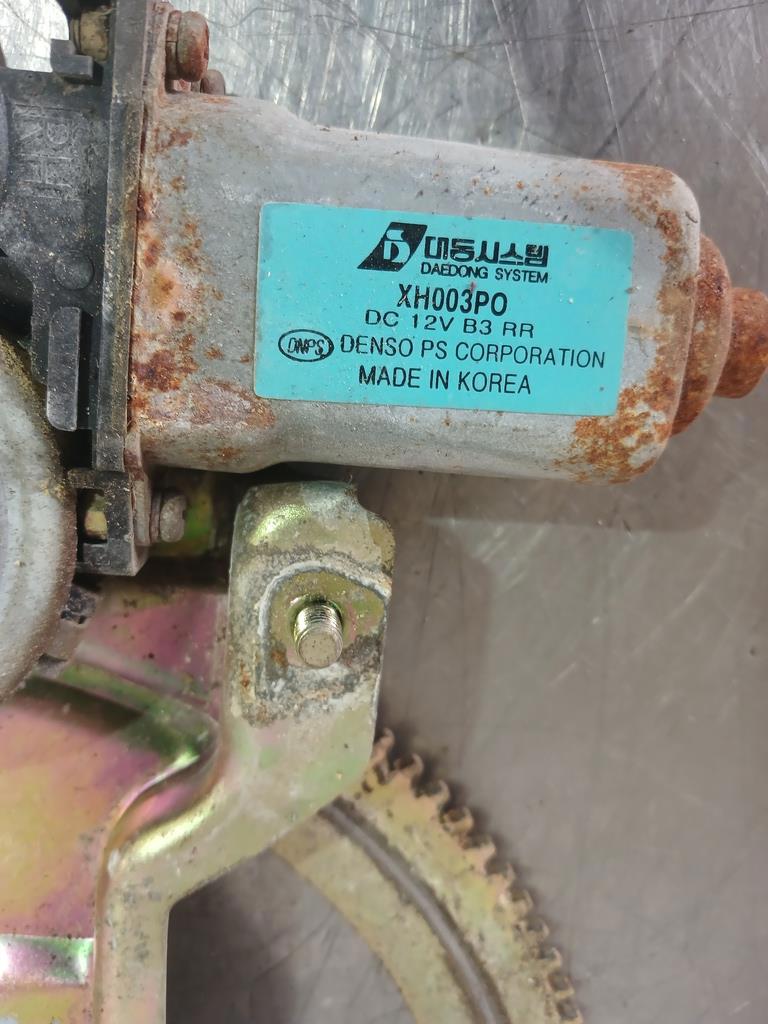 대동시스템
DAEDONG SYSTEM
XH003PO
DC 12V B3 RR
DNPS DENSO PS CORPORATION
MADE IN KOREA